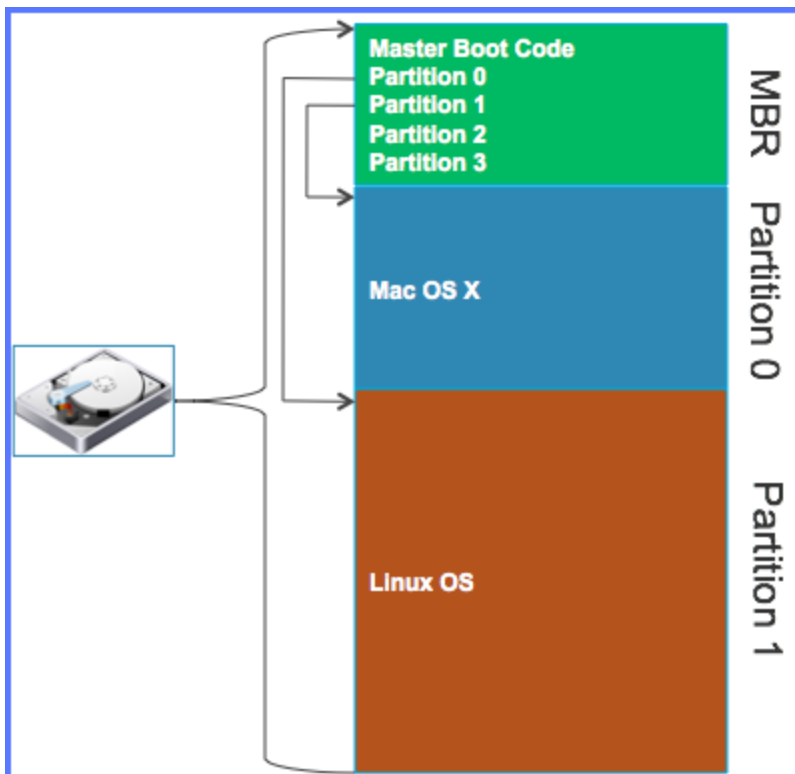 Master Boot Code
Partition 0
Partition 1
Partition 2
Partition 3
MBR
Mac OS X
Partition 0
Linux OS
Partition 1